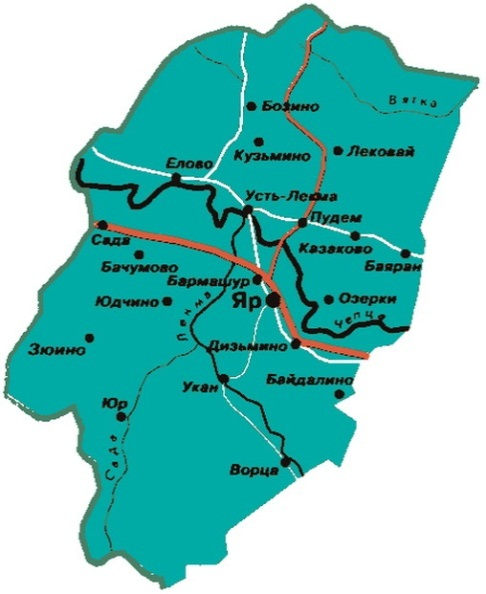 Вятка
Бозино
Кузьмино
Лековай
Елово
Усть-Лекма
Пудем
Сада
Казаково
Бачумово
Баяран
Бармашур
Юдчино
Яр
Озерки
Лекма
Чепца
Зюино
Дизьмино
Укан
Байдалино
Юр
Сада
Ворца